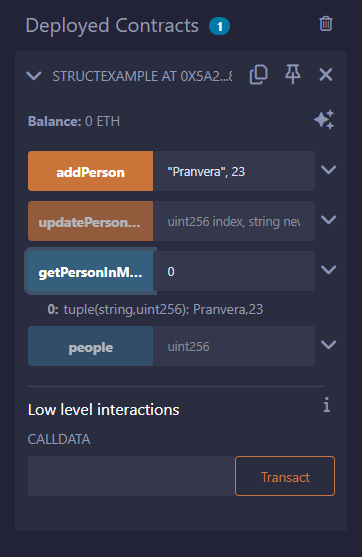 Deployed Contracts 1
STRUCTEXAMPLE AT 0X5A2...8
Balance: 0 ETH
addPerson "Pranvera", 23
updatePerson... uint256 index, string nev
getPersonInM... 0
0: tuple(string,uint256): Pranvera,23
people uint256
Low level interactions i
CALLDATA
Transact